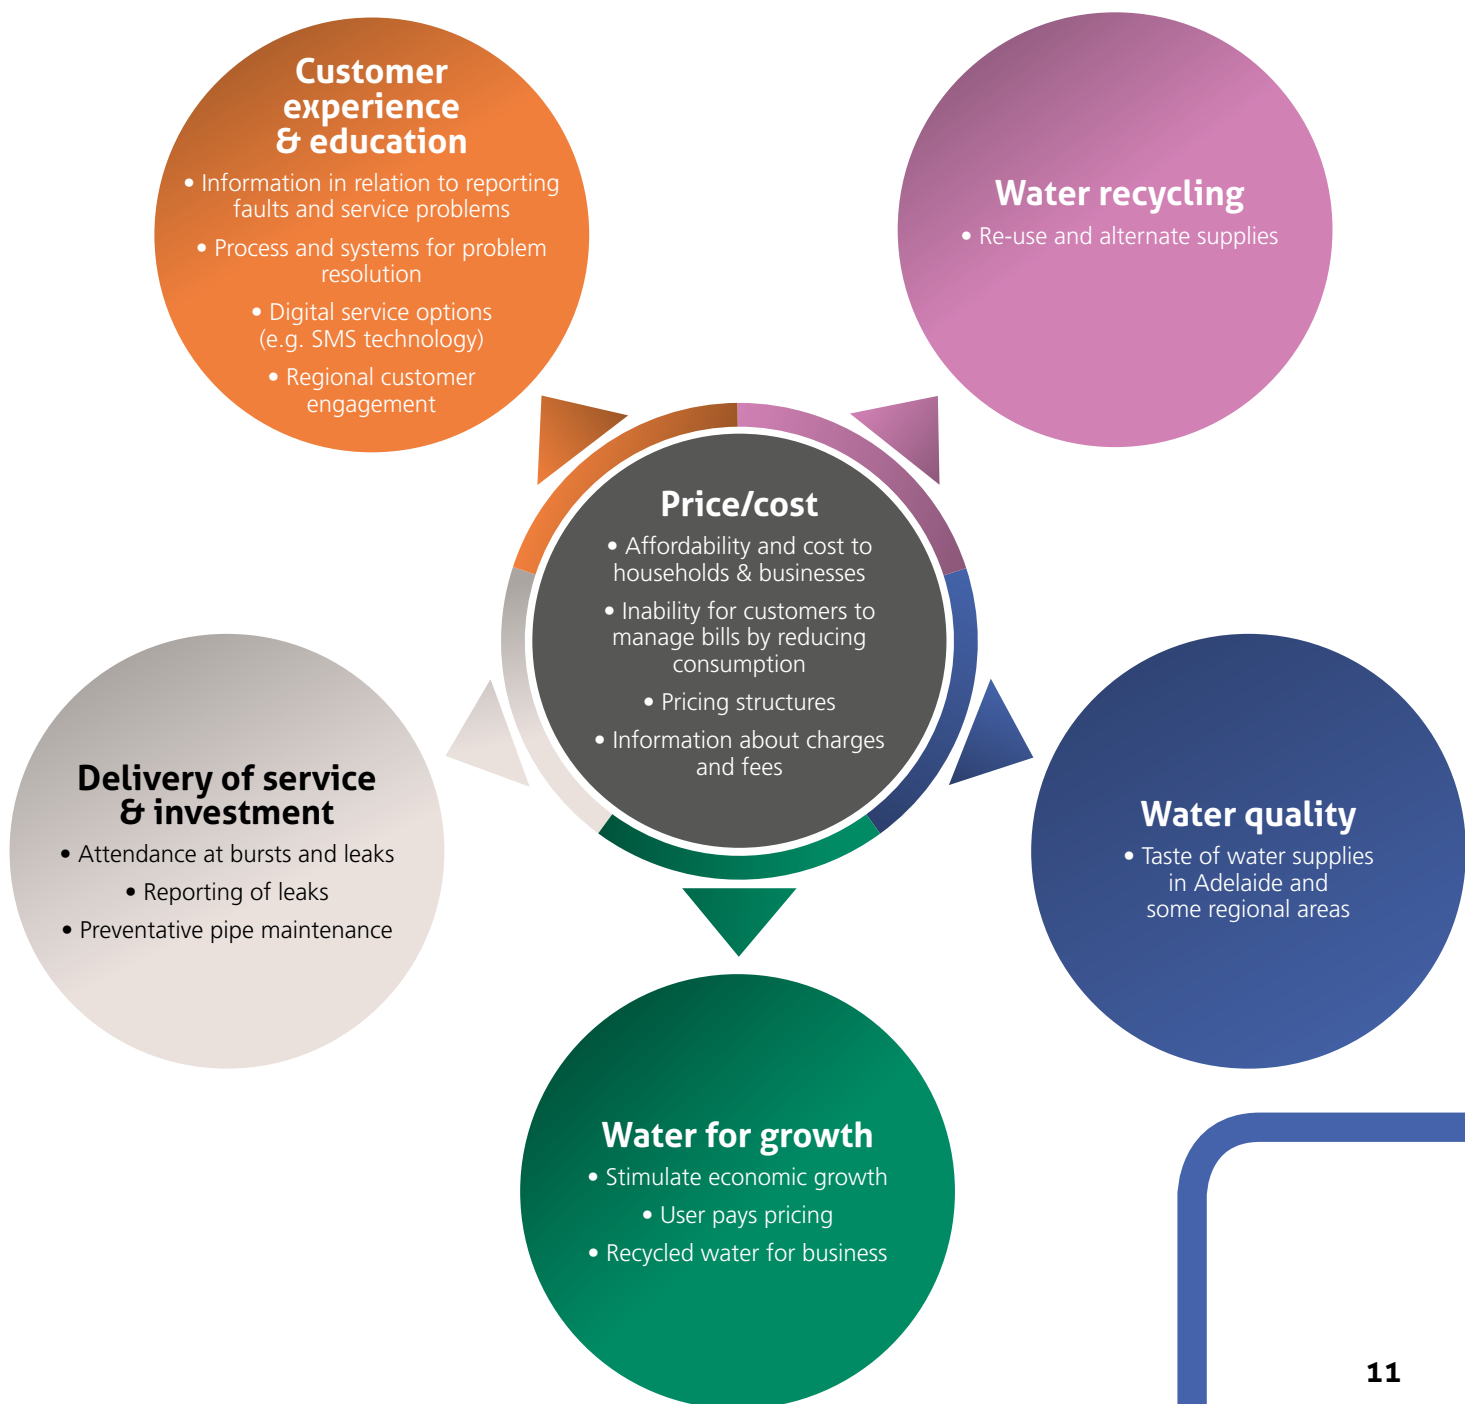 Customer
experience
& education
• Information in relation to reporting
faults and service problems
• Process and systems for problem
resolution
• Digital service options
(e.g. SMS technology)
• Regional customer
engagement
Water recycling
• Re-use and alternate supplies
Price/cost
• Affordability and cost to
households & businesses
• Inability for customers to
manage bills by reducing
consumption
• Pricing structures
• Information about charges
and fees
Delivery of service
& investment
• Attendance at bursts and leaks
• Reporting of leaks
• Preventative pipe maintenance
Water quality
• Taste of water supplies
in Adelaide and
some regional areas
Water for growth
• Stimulate economic growth
• User pays pricing
• Recycled water for business
11